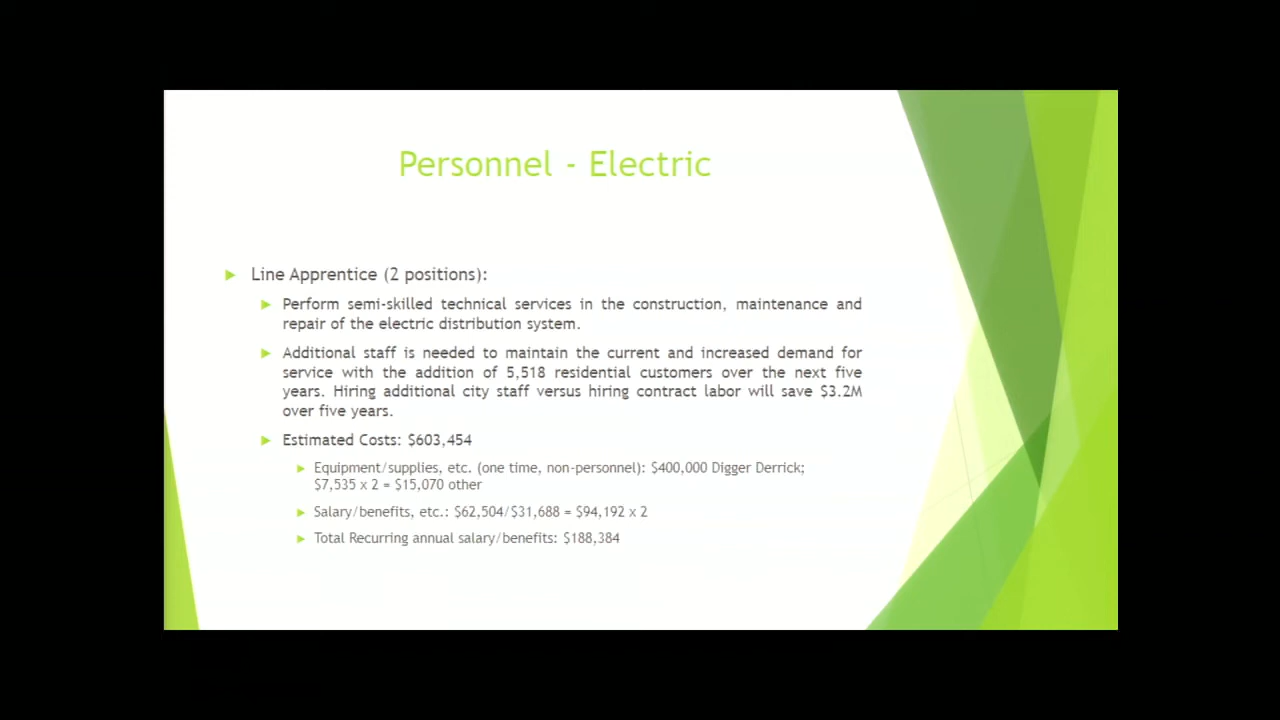 Personnel - Electric
Line Apprentice (2 positions):
Perform semi-skilled technical services in the construction, maintenance and
repair of the electric distribution system.
Additional staff is needed to maintain the current and increased demand for
service with the addition of 5,518 residential customers over the next five
years. Hiring additional city staff versus hiring contract labor will save $3.2M
over five years.
Estimated Costs: $603,454
Equipment/supplies, etc. (one time, non-personnel): $400,000 Digger Derrick;
$7,535 x 2 = $15,070 other
Salary/benefits, etc.: $62,504/$31,688 = $94,192 x 2
Total Recurring annual salary/benefits: $188,384